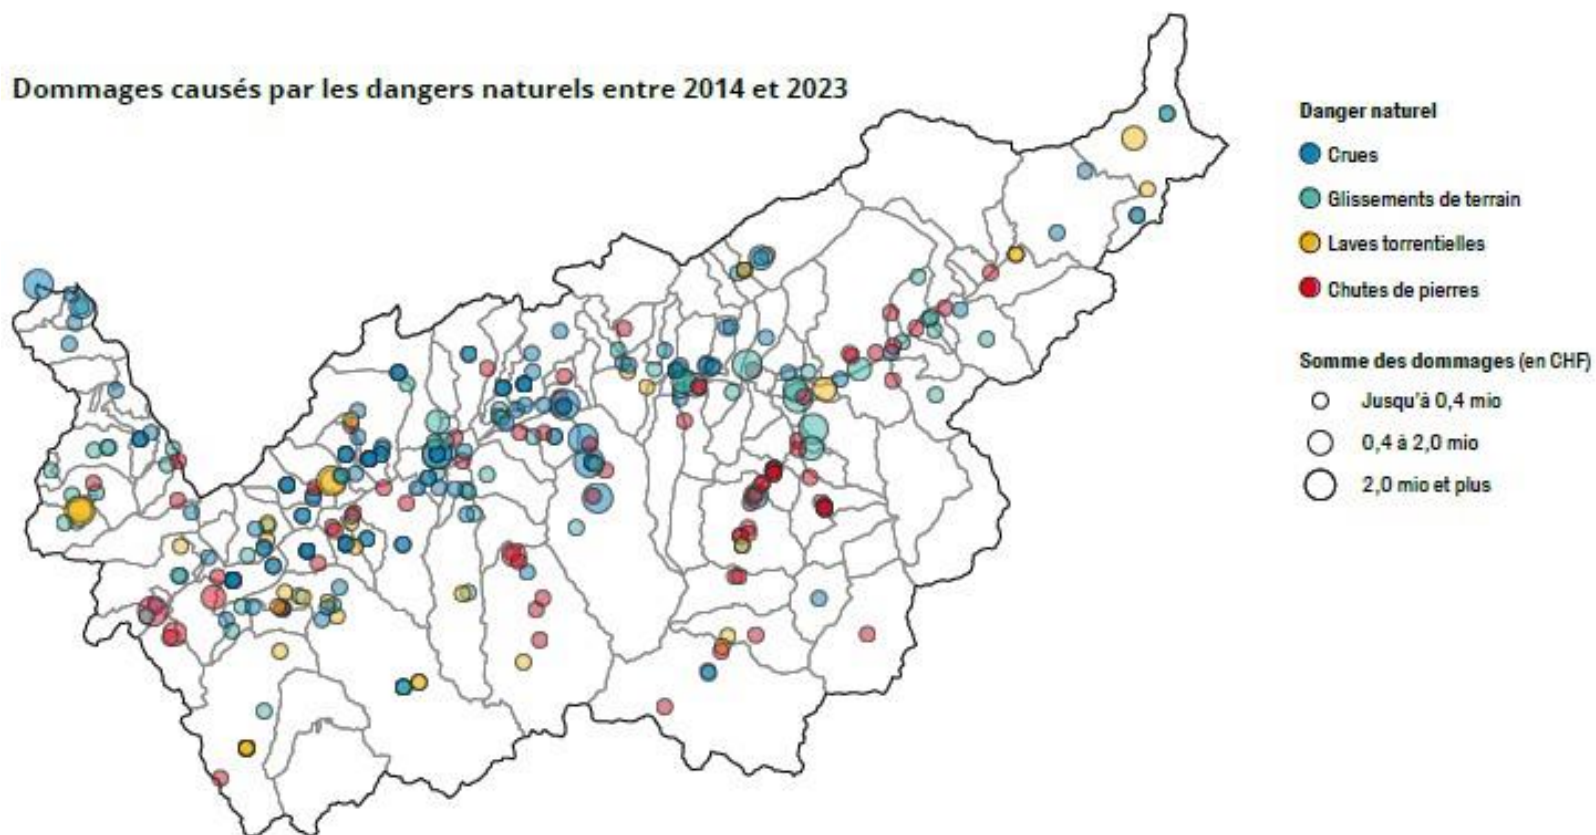 Dommages causés par les dangers naturels entre 2014 et 2023
Danger naturel
Crues
Glissements de terrain
Laves torrentielles
Chutes de pierres
Somme des dommages (en CHF)
Jusqu'à 0,4 mio
0,4 à 2,0 mio
2,0 mio et plus